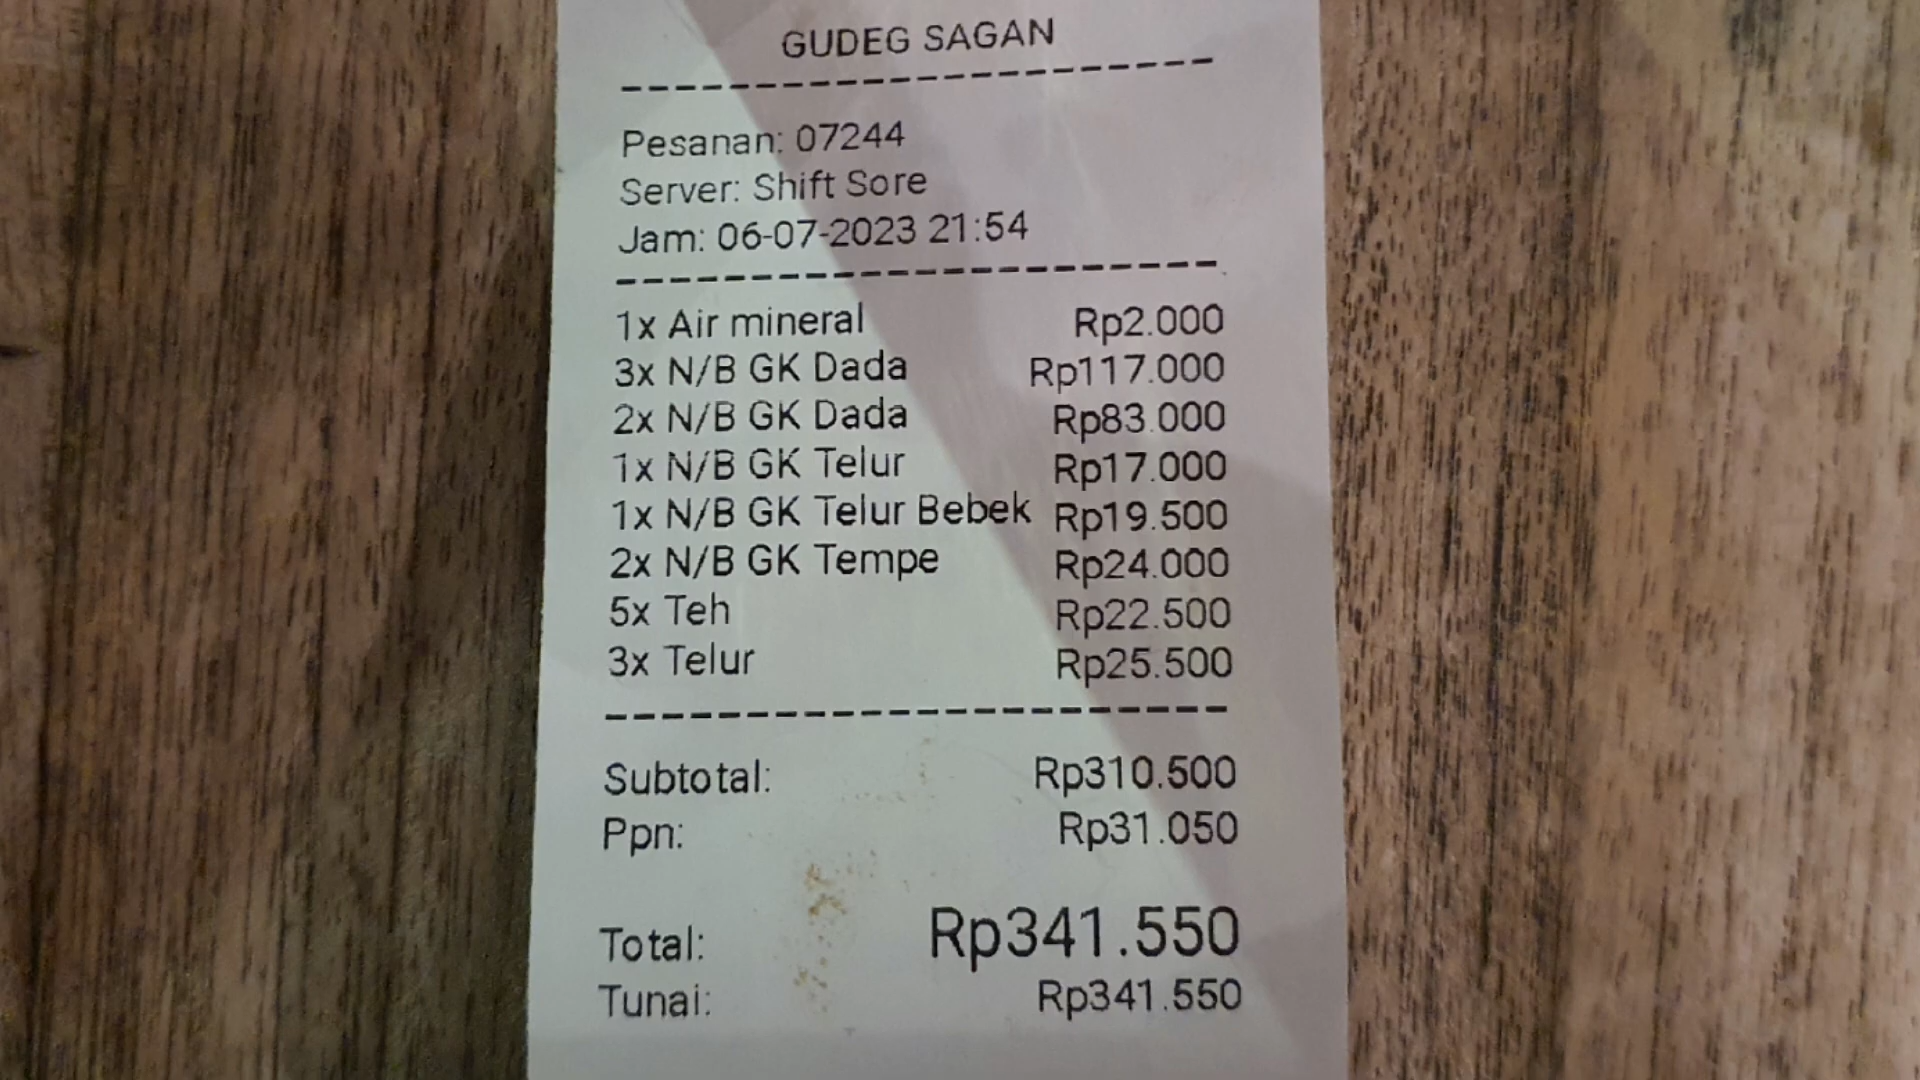 GUDEG SAGAN
Pesanan: 07244
Server: Shift Sore
Jam: 06-07-2023 21:54
1x Air mineral Rp2.000
3x N/B GK Dada Rp117.000
2x N/B GK Dada Rp83.000
1x N/B GK Telur Rp17.000
1x N/B GK Telur Bebek Rp19.500
2x N/B GK Tempe Rp24.000
5x Teh Rp22.500
3x Telur Rp25.500
Subtotal: Rp310.500
Ppn: Rp31.050
Total: Rp341.550
Tunai: Rp341.550